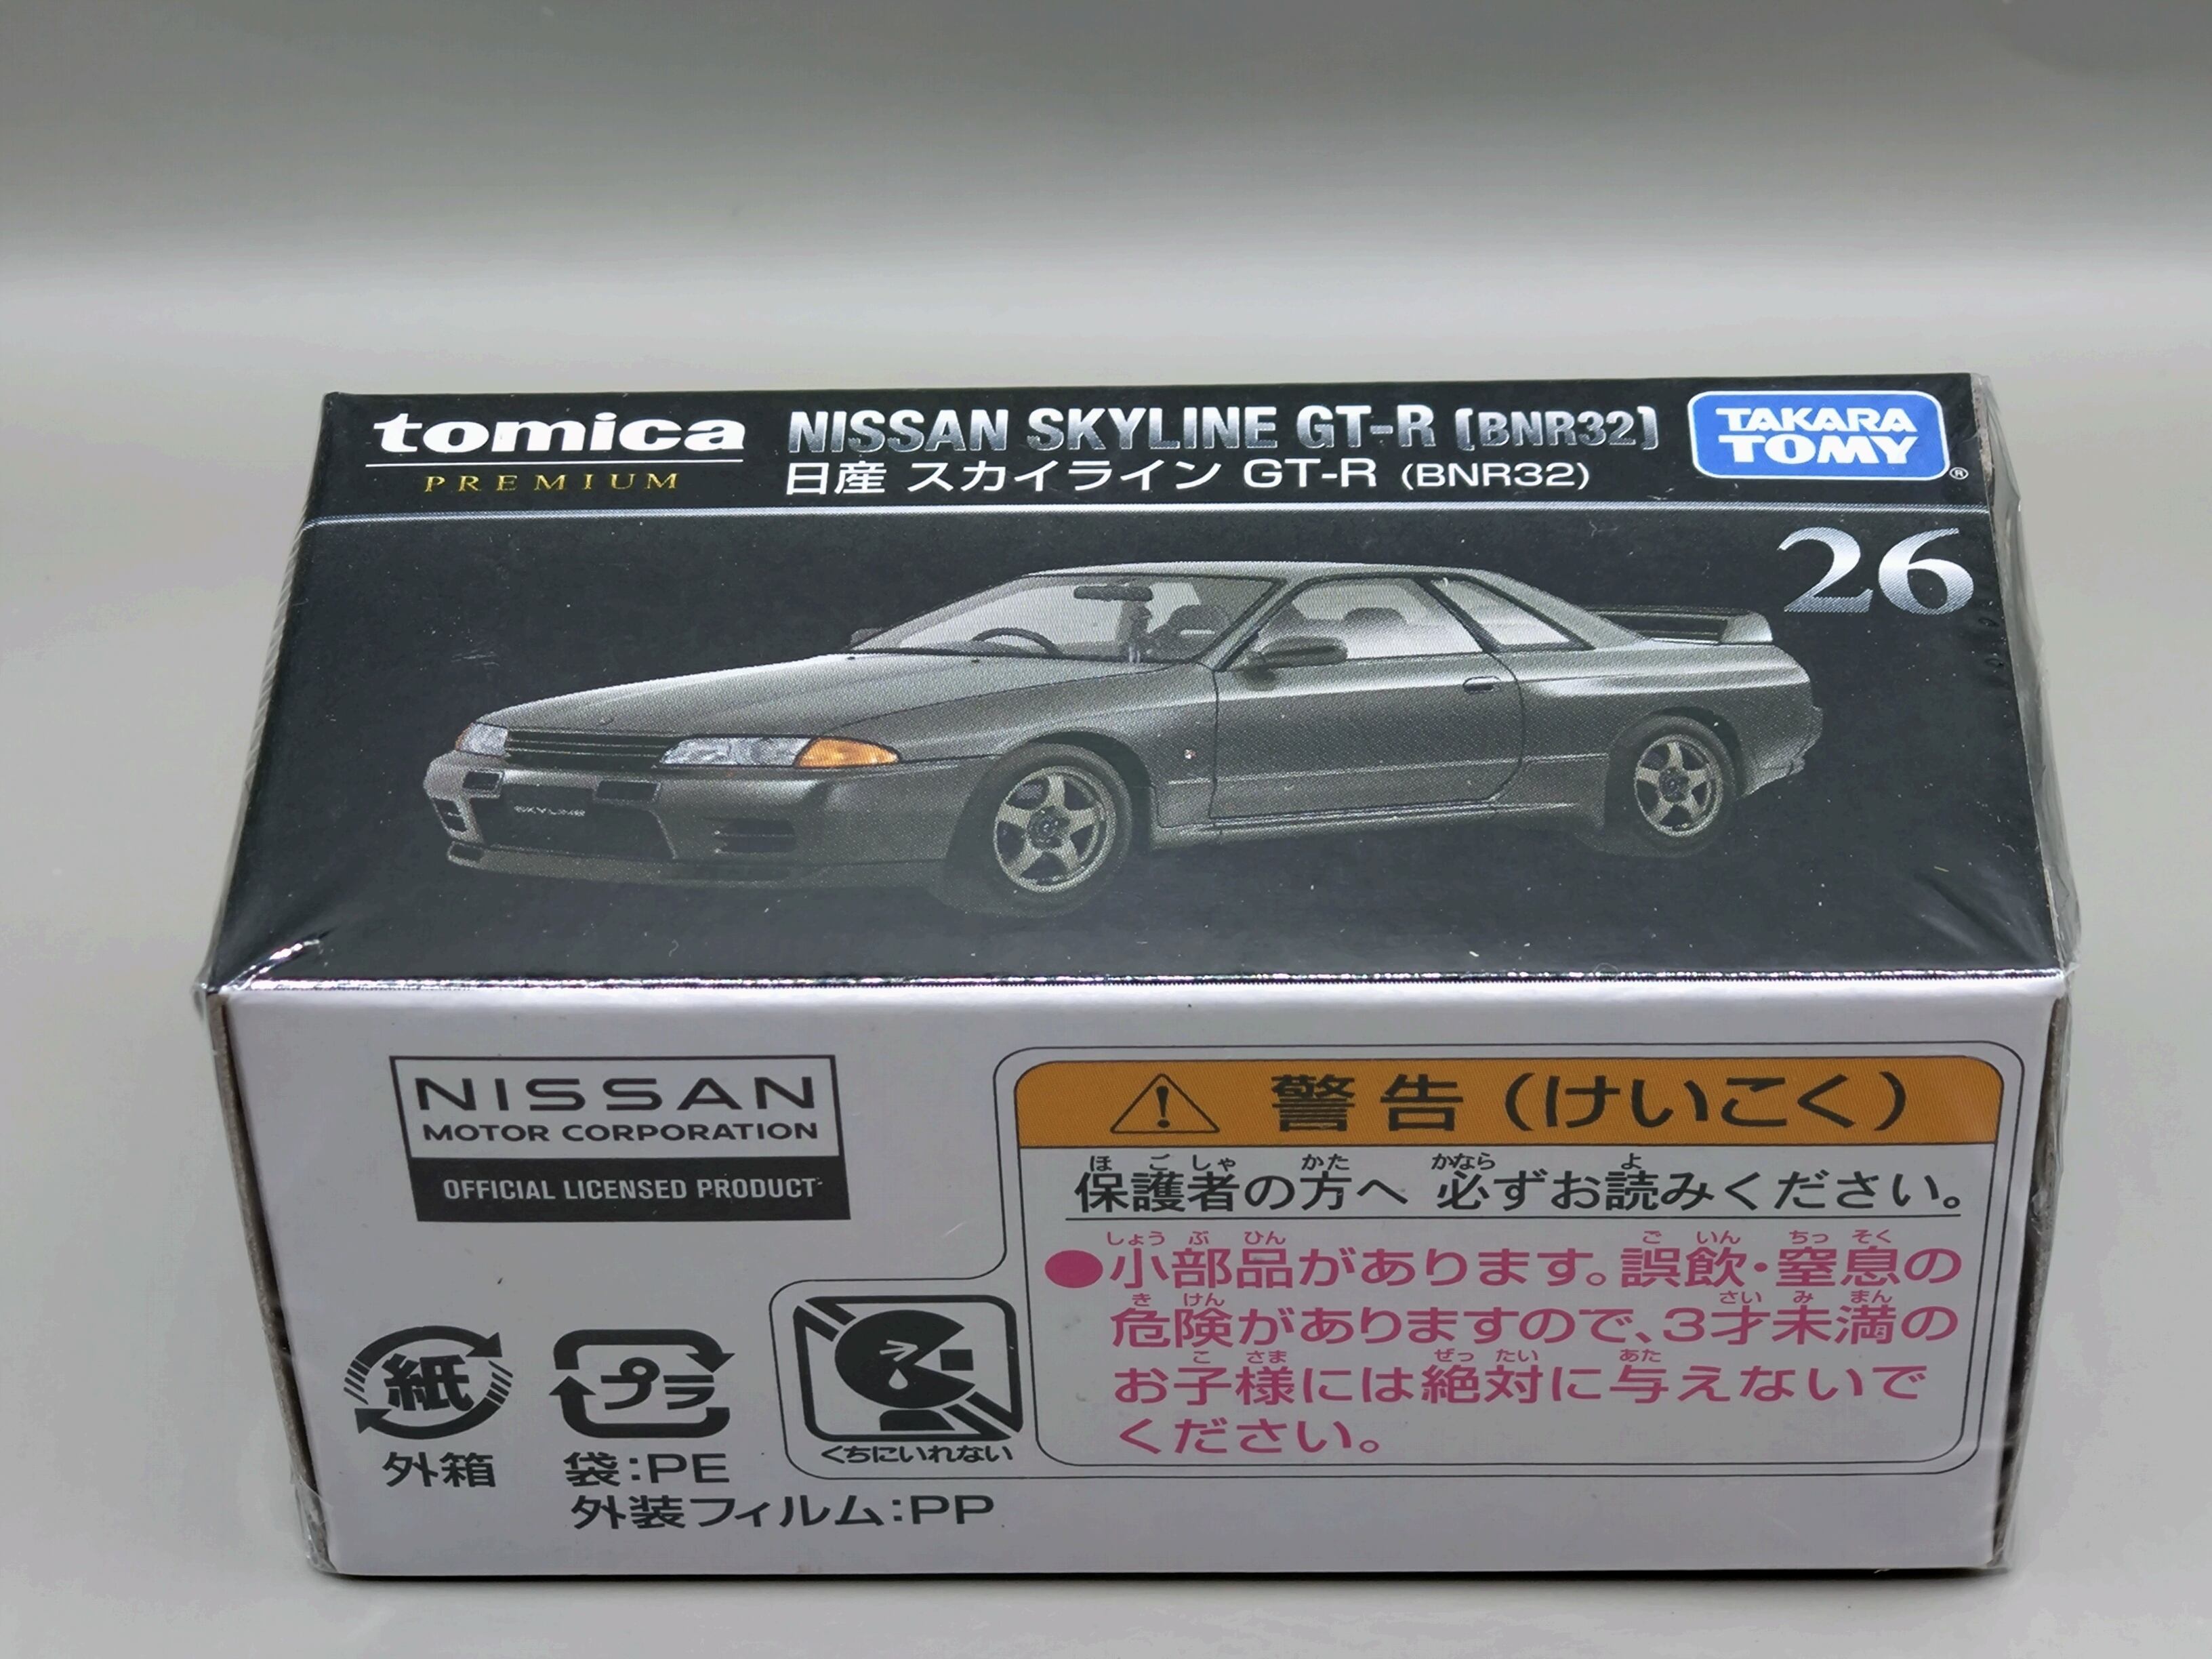 tomica
PREMIUM
NISSAN SKYLINE GT-R (BNR32)
日産 スカイライン GT-R (BNR32)
TAKARA
TOMY
®
26
SKYLINE
NISSAN
MOTOR CORPORATION
OFFICIAL LICENSED PRODUCT
警告(けいこく)
ほごしゃ かた かなら よ
保護者の方へ 必ずお読みください。
しょうぶひん ごいん ちっそく
●小部品があります。誤飲・窒息の
きけん さいみまん
危険がありますので、3才未満の
こさま ぜったい あた
お子様には絶対に与えないで
ください。
くちにいれない
紙
外箱
プラ
袋:PE
外装フィルム:PP